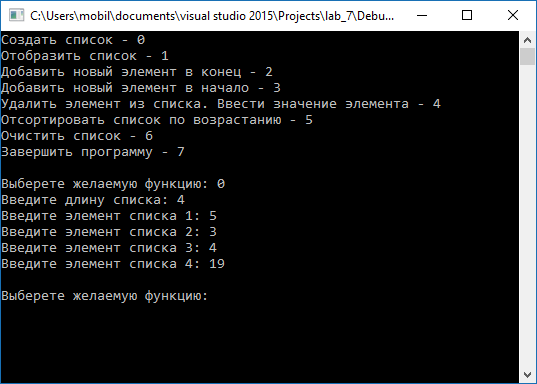 C:\Users\mobil\documents\visual studio 2015\Projects\lab_7\Debu...
Создать список - 0
Отобразить список - 1
Добавить новый элемент в конец - 2
Добавить новый элемент в начало - 3
Удалить элемент из списка. Ввести значение элемента - 4
Отсортировать список по возрастанию - 5
Очистить список - 6
Завершить программу - 7
Выберете желаемую функцию: 0
Введите длину списка: 4
Введите элемент списка 1: 5
Введите элемент списка 2: 3
Введите элемент списка 3: 4
Введите элемент списка 4: 19
Выберете желаемую функцию: